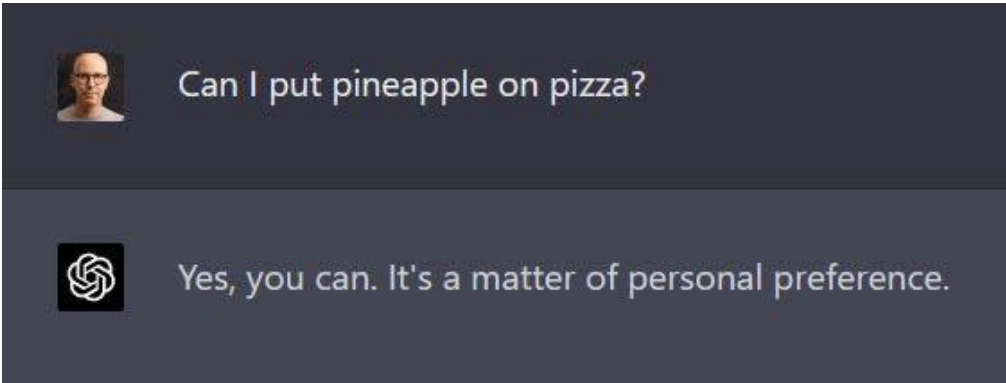 Can I put pineapple on pizza?
Yes, you can. It's a matter of personal preference.